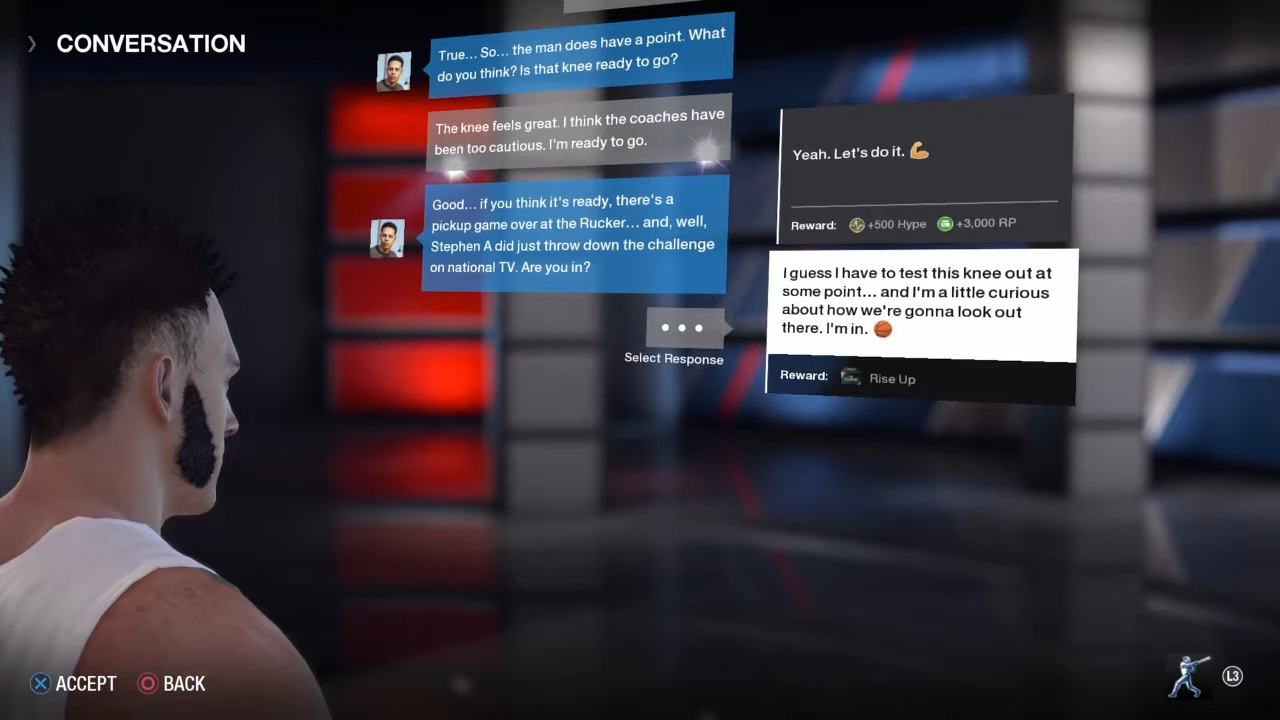 CONVERSATION
True... So... the man does have a point. What
do you think? Is that knee ready to go?
The knee feels great. I think the coaches have
been too cautious. I'm ready to go.
Good... if you think it's ready, there's a
pickup game over at the Rucker... and, well,
Stephen A did just throw down the challenge
on national TV. Are you in?
Select Response
Yeah. Let's do it. 💪
Reward: +500 Hype +3,000 RP
I guess I have to test this knee out at
some point... and I'm a little curious
about how we're gonna look out
there. I'm in. 🏀
Reward: Rise Up
ACCEPT BACK
L3